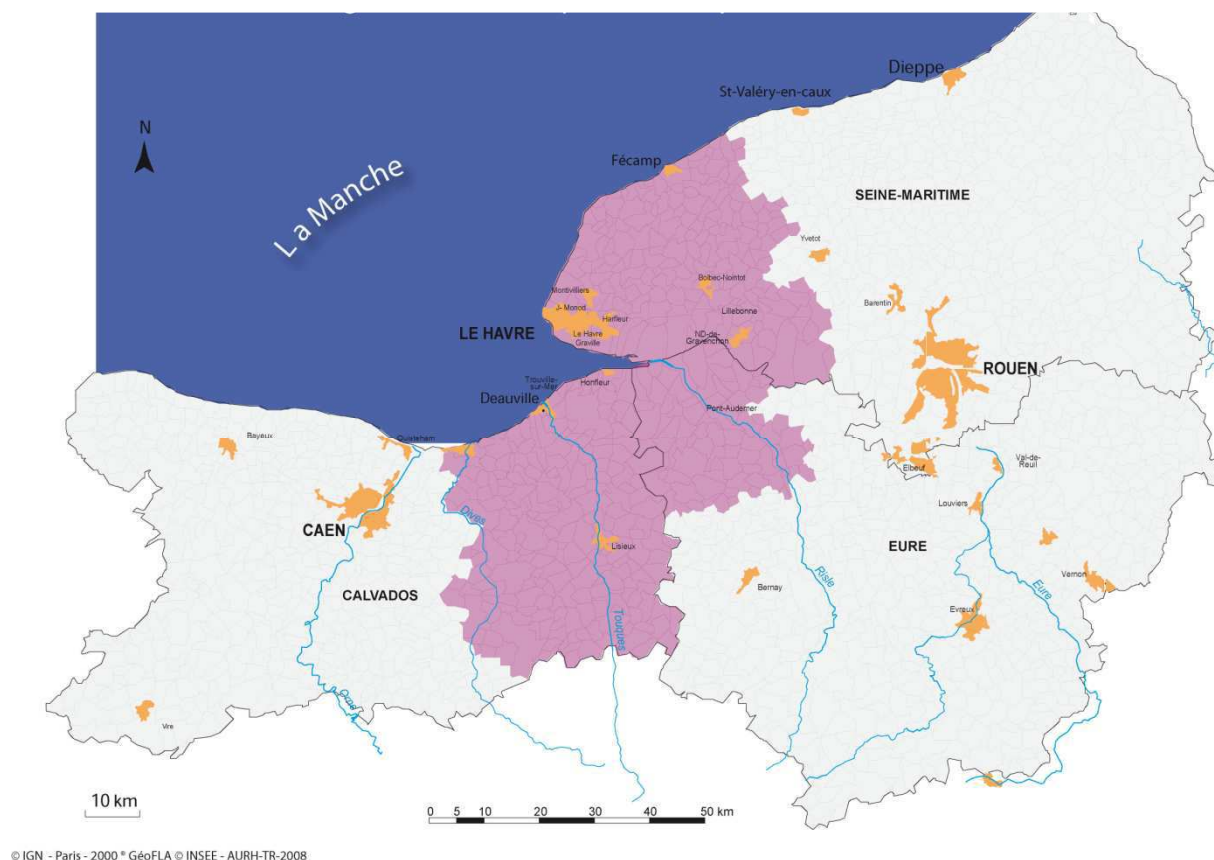 Dieppe
St-Valéry-en-caux
N
Fécamp
La Manche
SEINE-MARITIME
Yvetot
Bolbec-Nointot
Montivilliers
Barentin
J- Monod
Harfleur
Lillebonne
LE HAVRE
Le Havre
Graville
ND-de-
Gravenchon
ROUEN
Trouville-
sur-Mer
Honfleur
Deauville
Pont-Audemer
Bayeux
Ouistreham
Elbeuf
Val-de-
Reuil
Louviers
CAEN
Dives
Lisieux
EURE
Risle
Eure
Vernon
Bernay
CALVADOS
Evreux
Touques
Orne
Vire
10 km
0 5 10 20 30 40 50 km
© IGN - Paris - 2000 ® GéoFLA © INSEE - AURH-TR-2008